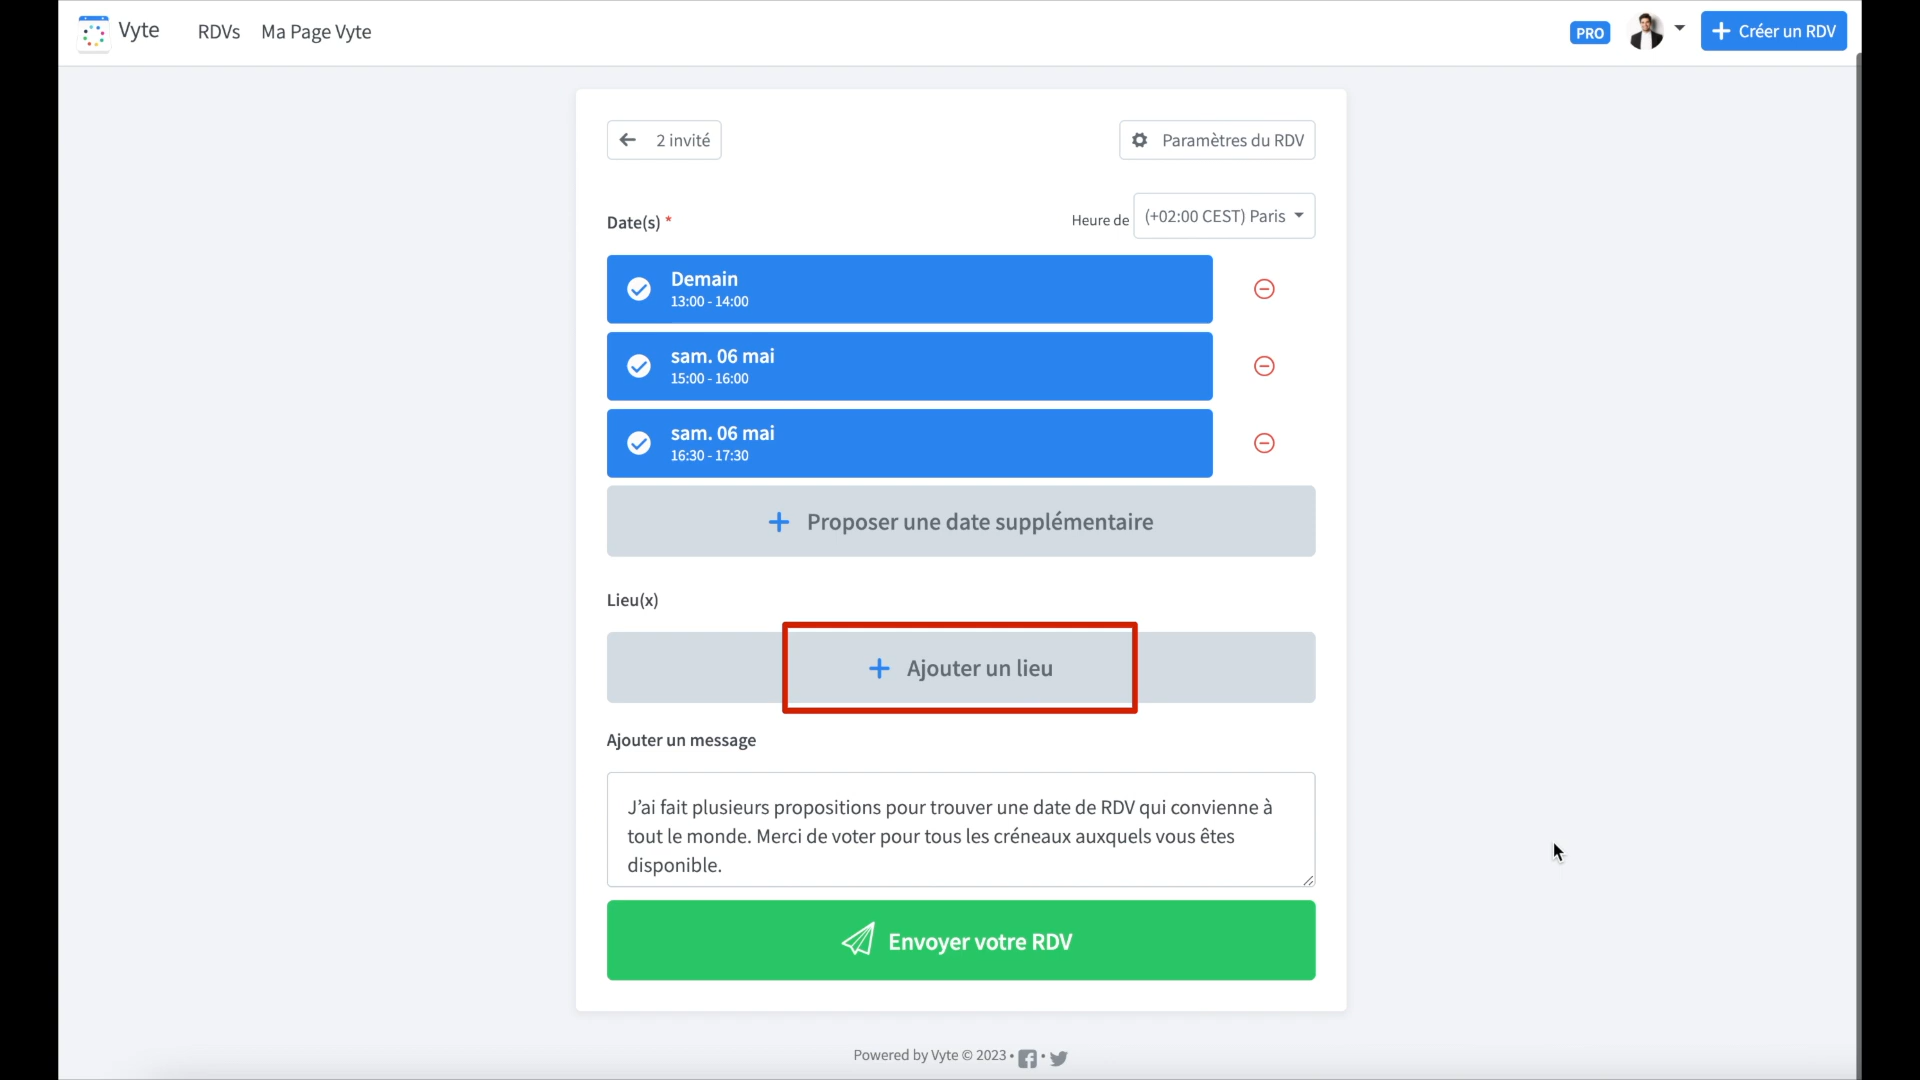 Vyte
RDVs
Ma Page Vyte
PRO
Créer un RDV
2 invité
Paramètres du RDV
Date(s) *
Heure de
(+02:00 CEST) Paris
Demain
13:00 - 14:00
sam. 06 mai
15:00 - 16:00
sam. 06 mai
16:30 - 17:30
Proposer une date supplémentaire
Lieu(x)
Ajouter un lieu
Ajouter un message
J’ai fait plusieurs propositions pour trouver une date de RDV qui convienne à
tout le monde. Merci de voter pour tous les créneaux auxquels vous êtes
disponible.
Envoyer votre RDV
Powered by Vyte © 2023 • •